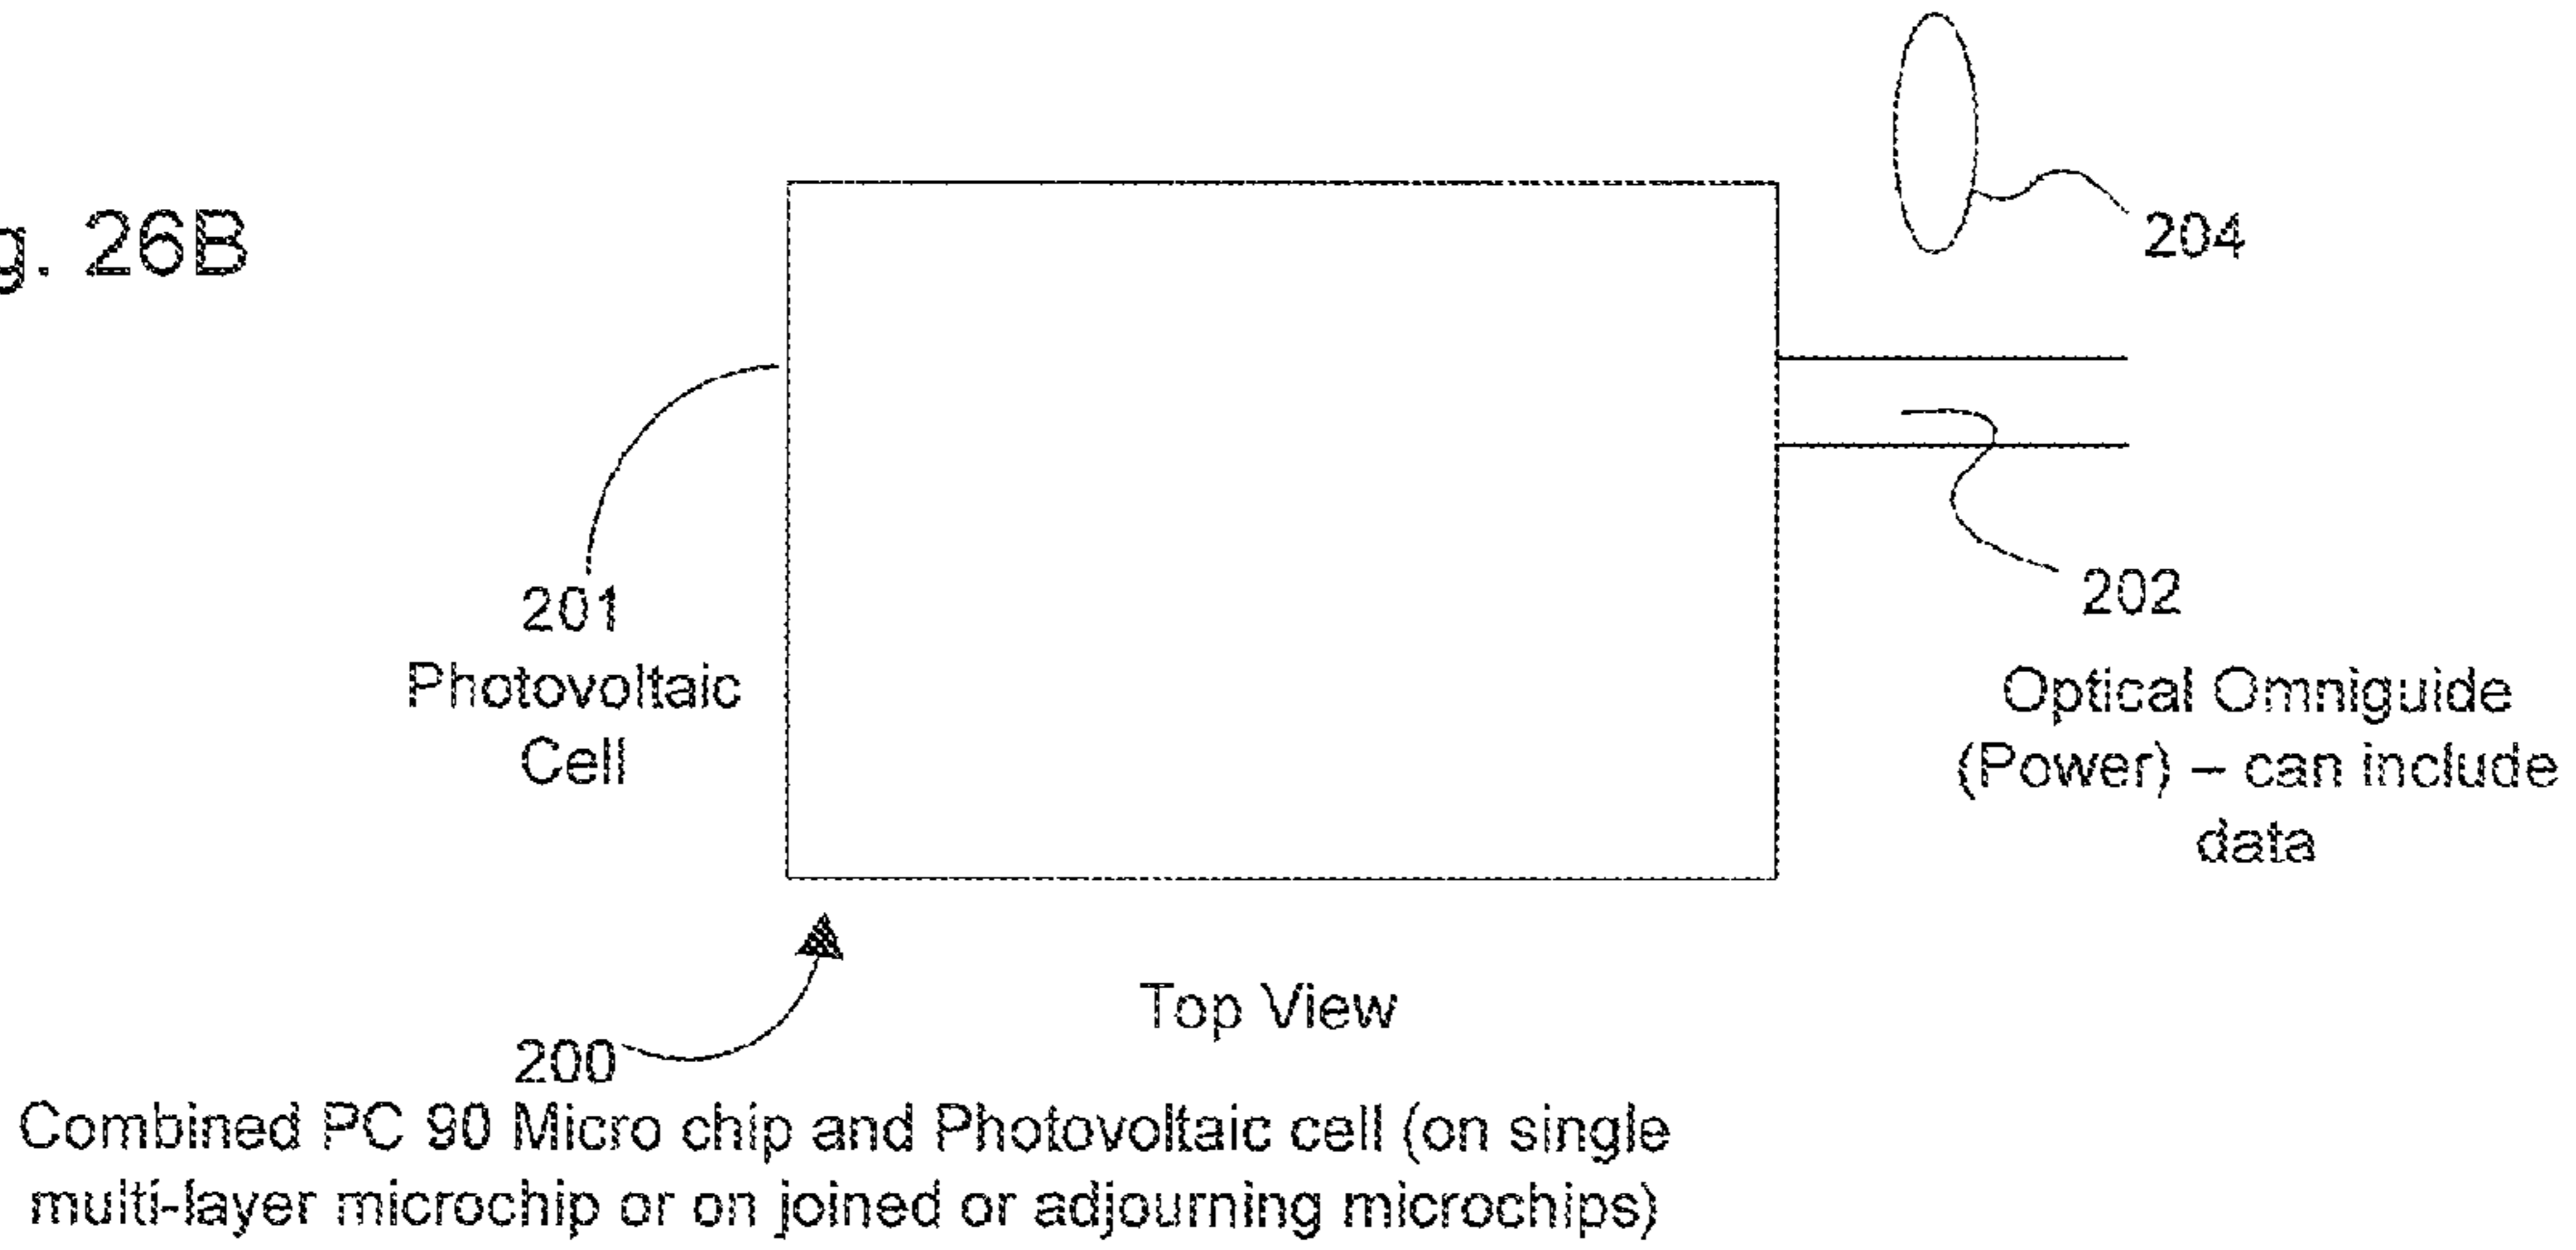 g. 26B
204
201
Photovoltaic
Cell
202
Optical Omniguide
(Power) – can include
data
Top View
200
Combined PC 90 Micro chip and Photovoltaic cell (on single
multi-layer microchip or on joined or adjourning microchips)